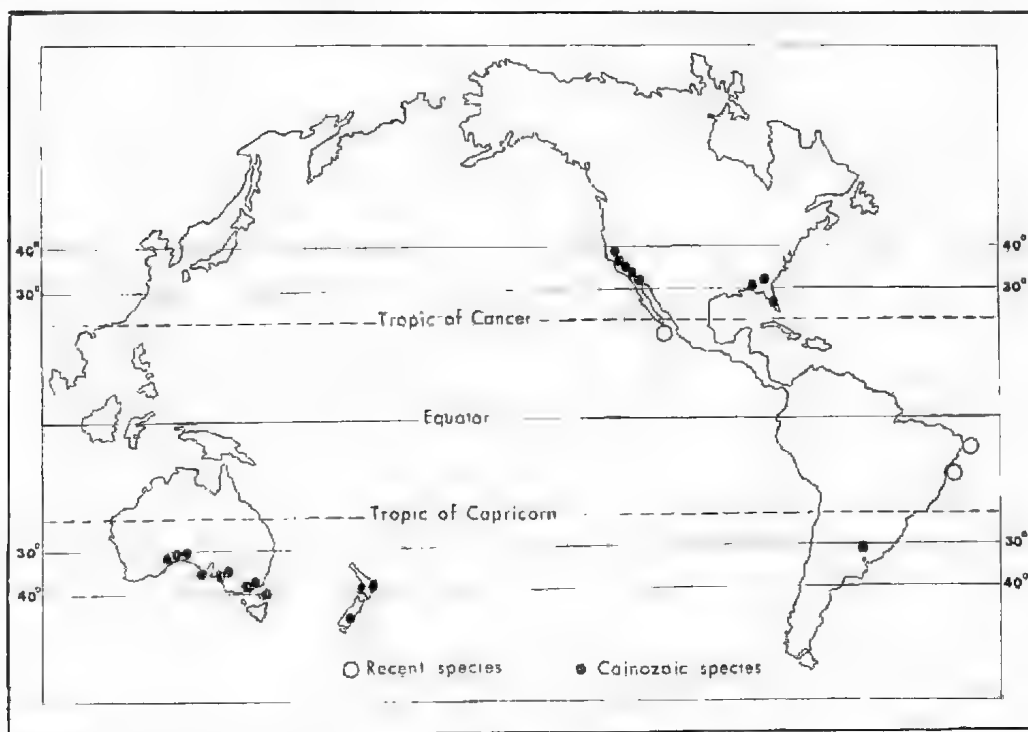 40° 40°
30° 30°
Tropic of Cancer
Equator
Tropic of Capricorn
30° 30°
40° 40°
Recent species Cainozoic species